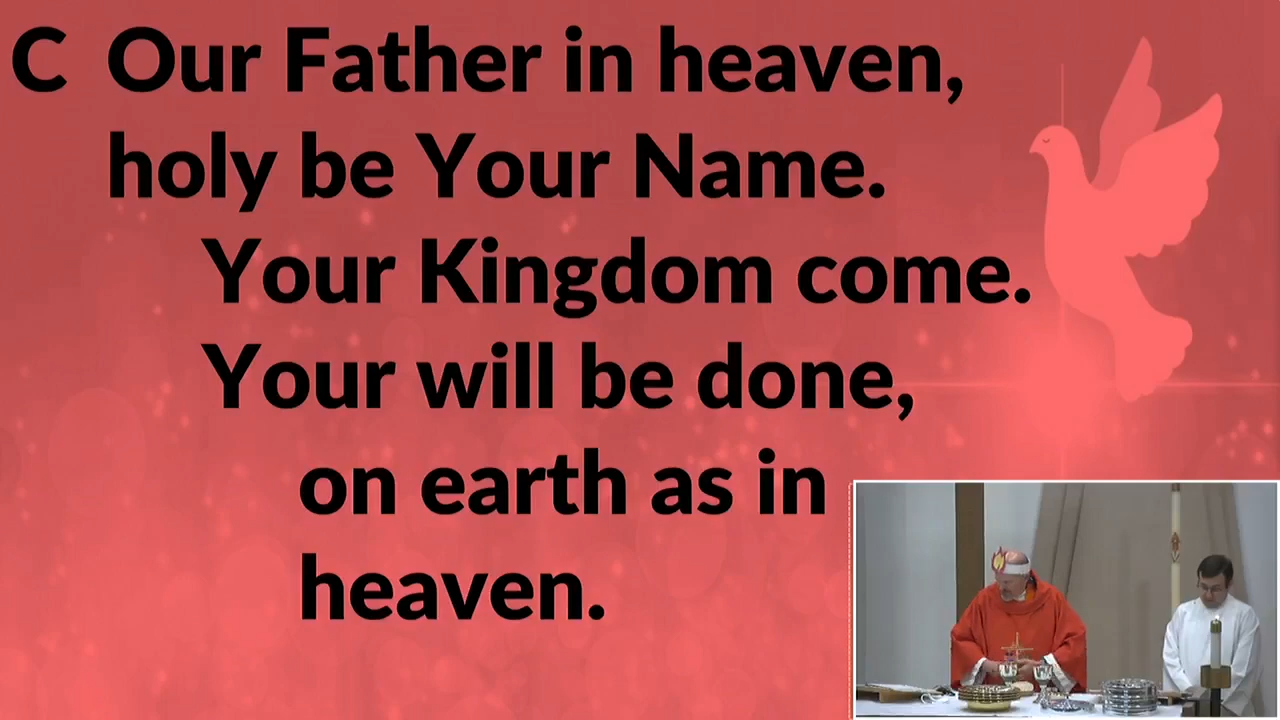 C Our Father in heaven,
holy be Your Name.
Your Kingdom come.
Your will be done,
on earth as in
heaven.